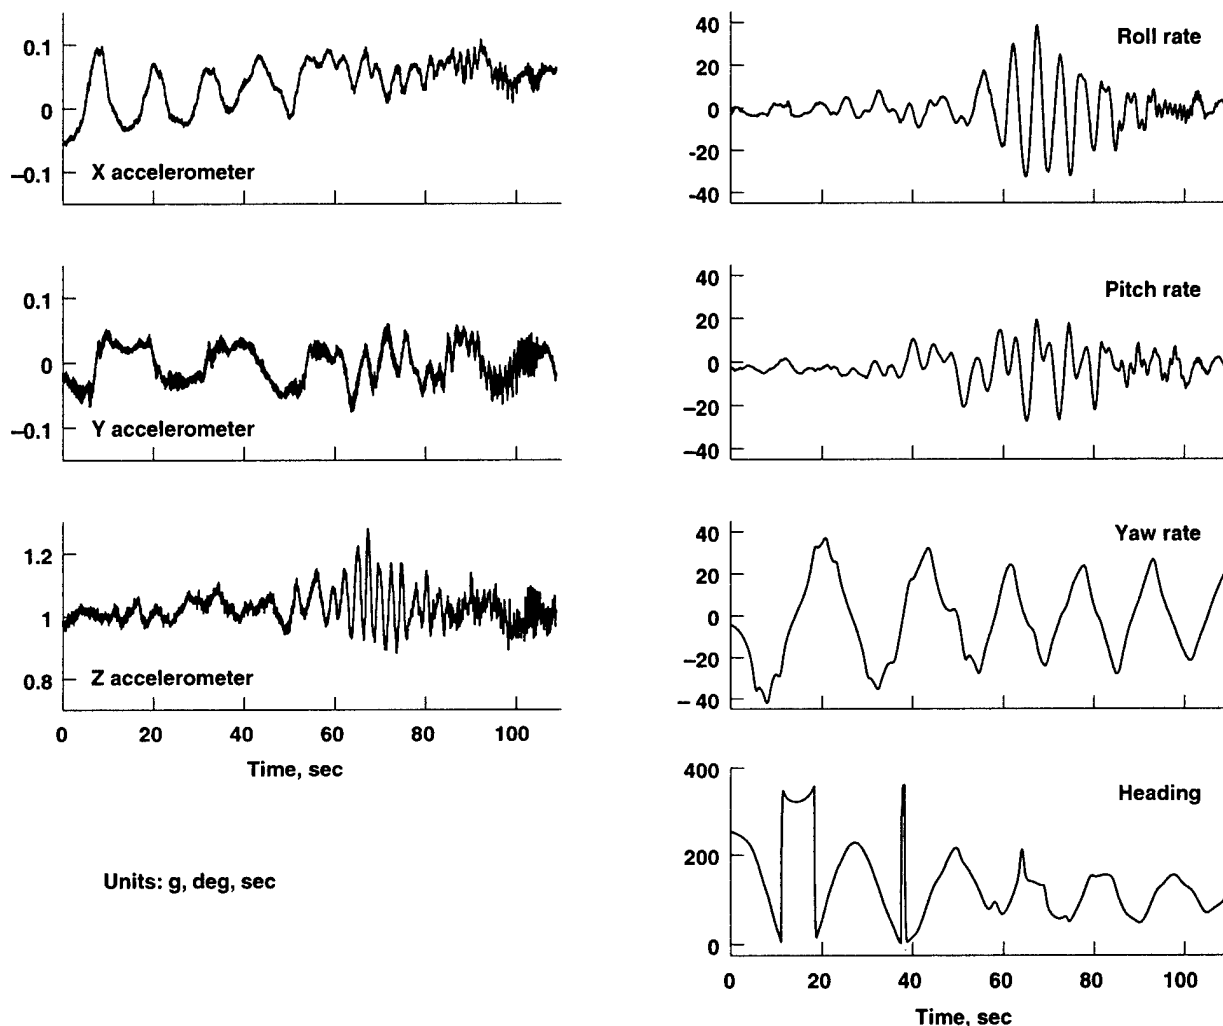 0.1
0
–0.1
X accelerometer
0.1
0
–0.1
Y accelerometer
1.2
1
0.8
Z accelerometer
0 20 40 60 80 100
Time, sec
Units: g, deg, sec
40
20
0
-20
-40
Roll rate
40
20
0
–20
–40
Pitch rate
40
20
0
–20
– 40
Yaw rate
400
200
0
Heading
0 20 40 60 80 100
Time, sec